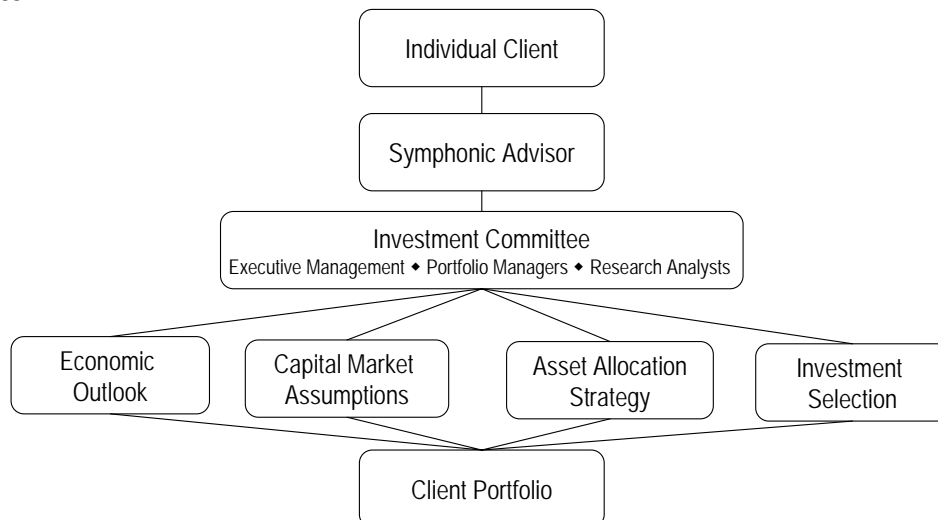 Individual Client
Symphonic Advisor
Investment Committee
Executive Management ◆ Portfolio Managers ◆ Research Analysts
Economic
Outlook
Capital Market
Assumptions
Asset Allocation
Strategy
Investment
Selection
Client Portfolio